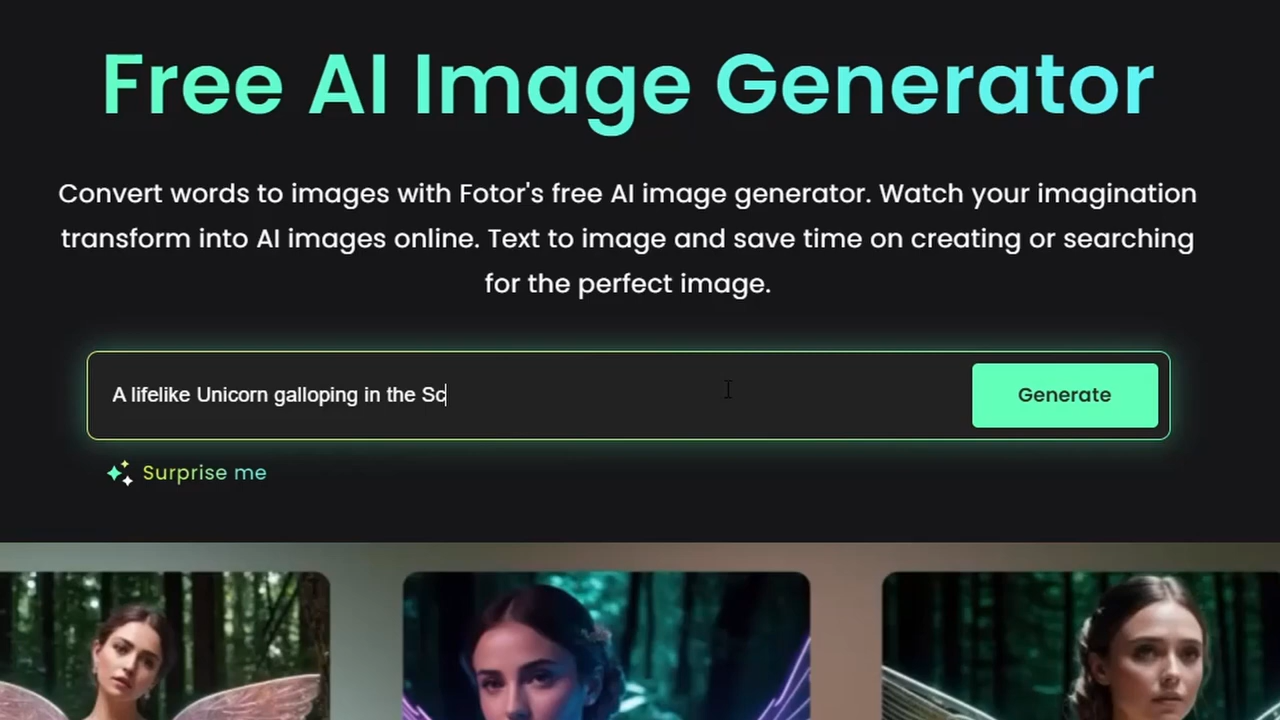 Free AI Image Generator
Convert words to images with Fotor's free AI image generator. Watch your imagination
transform into AI images online. Text to image and save time on creating or searching
for the perfect image.
A lifelike Unicorn galloping in the Sc
Generate
Surprise me